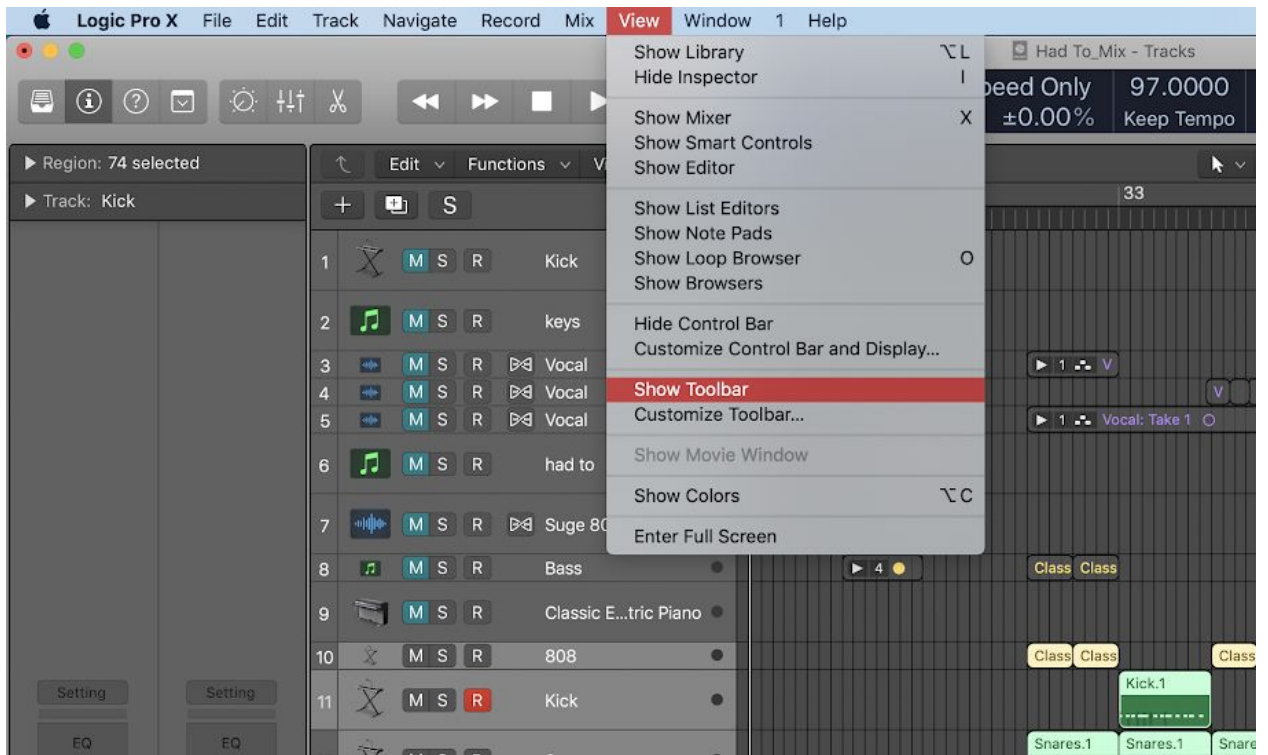 Logic Pro X File Edit Track Navigate Record Mix View Window 1 Help
Had To_Mix - Tracks
Show Library ⌥L
Hide Inspector I
Show Mixer X
Show Smart Controls
Show Editor
Show List Editors
Show Note Pads
Show Loop Browser O
Show Browsers
Hide Control Bar
Customize Control Bar and Display...
Show Toolbar
Customize Toolbar...
Show Movie Window
Show Colors ⌥C
Enter Full Screen
peed Only 97.0000
±0.00% Keep Tempo
Region: 74 selected
Edit Functions Vi
Track: Kick
S
33
1 M S R Kick
2 M S R keys
3 M S R Vocal
1 V
4 M S R Vocal
V
5 M S R Vocal
1 Vocal: Take 1
6 M S R had to
7 M S R Suge 80
8 M S R Bass
4
Class Class
9 M S R Classic E...tric Piano
10 M S R 808
Class Class Class
11 M S R Kick
Kick.1
Setting Setting
EQ EQ
Snares.1 Snares.1 Snare